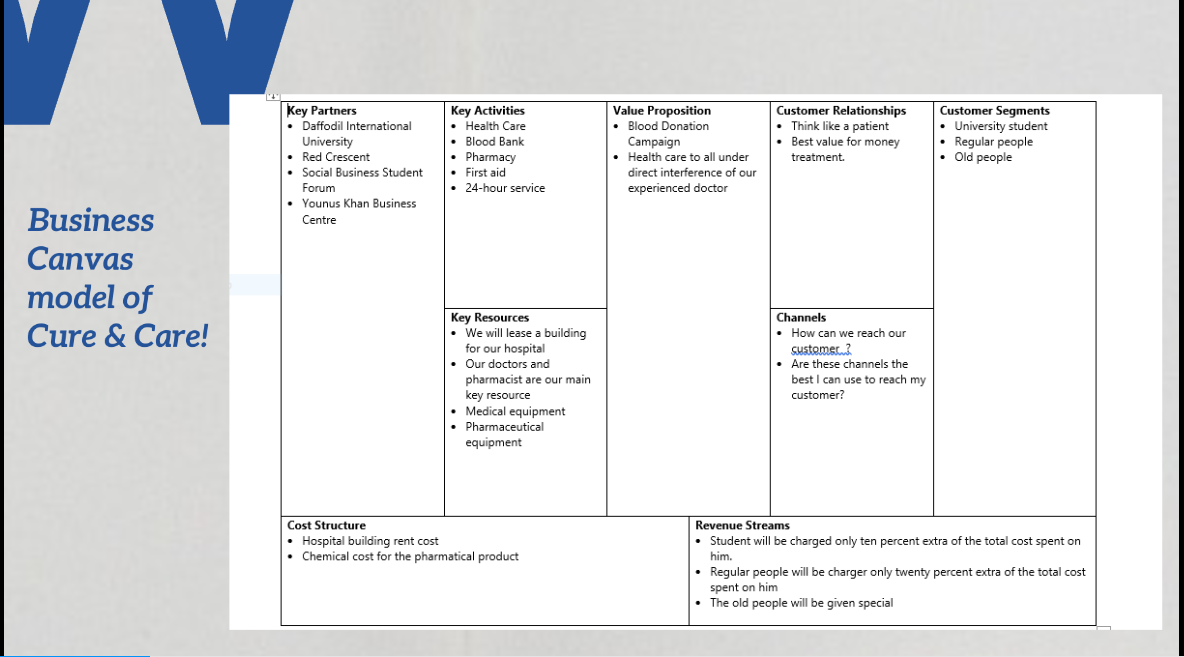 Business
Canvas
model of
Cure & Care!
Key Partners
• Daffodil International
University
• Red Crescent
• Social Business Student
Forum
• Younus Khan Business
Centre
Key Activities
• Health Care
• Blood Bank
• Pharmacy
• First aid
• 24-hour service
Key Resources
• We will lease a building
for our hospital
• Our doctors and
pharmacist are our main
key resource
• Medical equipment
• Pharmaceutical
equipment
Value Proposition
• Blood Donation
Campaign
• Health care to all under
direct interference of our
experienced doctor
Customer Relationships
• Think like a patient
• Best value for money
treatment.
Channels
• How can we reach our
customer ?
• Are these channels the
best I can use to reach my
customer?
Customer Segments
• University student
• Regular people
• Old people
Cost Structure
• Hospital building rent cost
• Chemical cost for the pharmatical product
Revenue Streams
• Student will be charged only ten percent extra of the total cost spent on
him.
• Regular people will be charger only twenty percent extra of the total cost
spent on him
• The old people will be given special